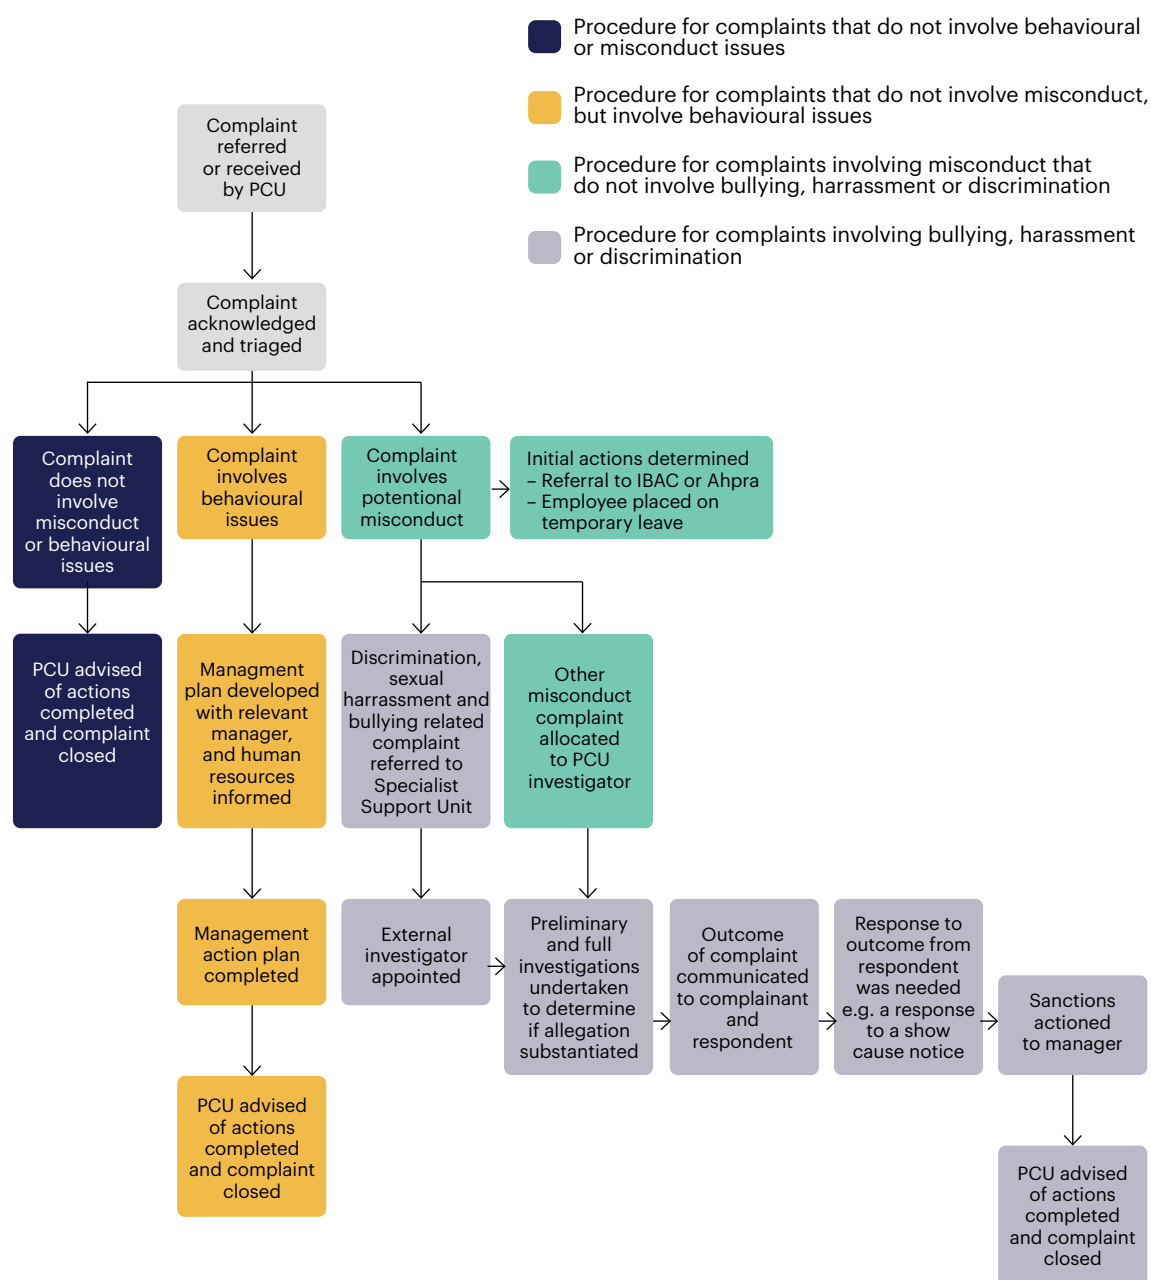 Procedure for complaints that do not involve behavioural
or misconduct issues
Procedure for complaints that do not involve misconduct,
but involve behavioural issues
Procedure for complaints involving misconduct that
do not involve bullying, harrassment or discrimination
Procedure for complaints involving bullying, harassment
or discrimination
Complaint
referred
or received
by PCU
Complaint
acknowledged
and triaged
Complaint
does not
involve
misconduct
or behavioural
issues
Complaint
involves
behavioural
issues
Complaint
involves
potentional
misconduct
Initial actions determined
– Referral to IBAC or Ahpra
– Employee placed on
temporary leave
PCU advised
of actions
completed
and complaint
closed
Managment
plan developed
with relevant
manager,
and human
resources
informed
Discrimination,
sexual
harrassment and
bullying related
complaint
referred to
Specialist
Support Unit
Other
misconduct
complaint
allocated
to PCU
investigator
Management
action plan
completed
External
investigator
appointed
Preliminary
and full
investigations
undertaken
to determine
if allegation
substantiated
Outcome
of complaint
communicated
to complainant
and
respondent
Response to
outcome from
respondent
was needed
e.g. a response
to a show
cause notice
Sanctions
actioned
to manager
PCU advised
of actions
completed
and complaint
closed
PCU advised
of actions
completed
and complaint
closed